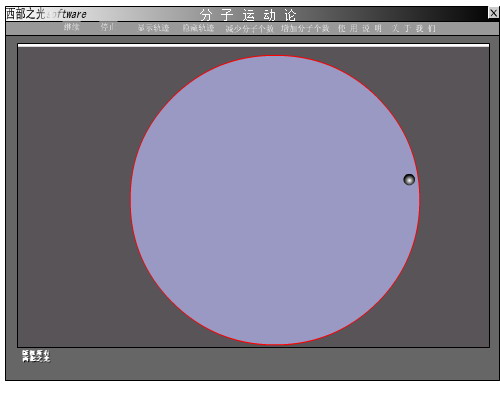 西部之光software
分 子 运 动 论
继续 停止 显示轨迹 隐藏轨迹 减少分子个数 增加分子个数 使 用 说 明 关 于 我 们
版权所有
西部之光